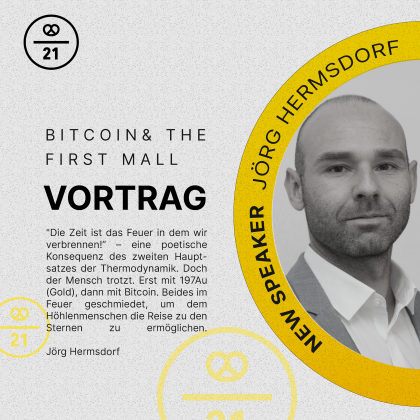 21
BITCOIN& THE
FIRST MALL
VORTRAG
"Die Zeit ist das Feuer in dem wir
verbrennen!" – eine poetische
Konsequenz des zweiten Haupt-
satzes der Thermodynamik. Doch
der Mensch trotzt. Erst mit 197Au
(Gold), dann mit Bitcoin. Beides im
Feuer geschmiedet, um dem
Höhlenmenschen die Reise zu den
Sternen zu ermöglichen.
Jörg Hermsdorf
NEW SPEAKER JÖRG HERMSDORF
21
21